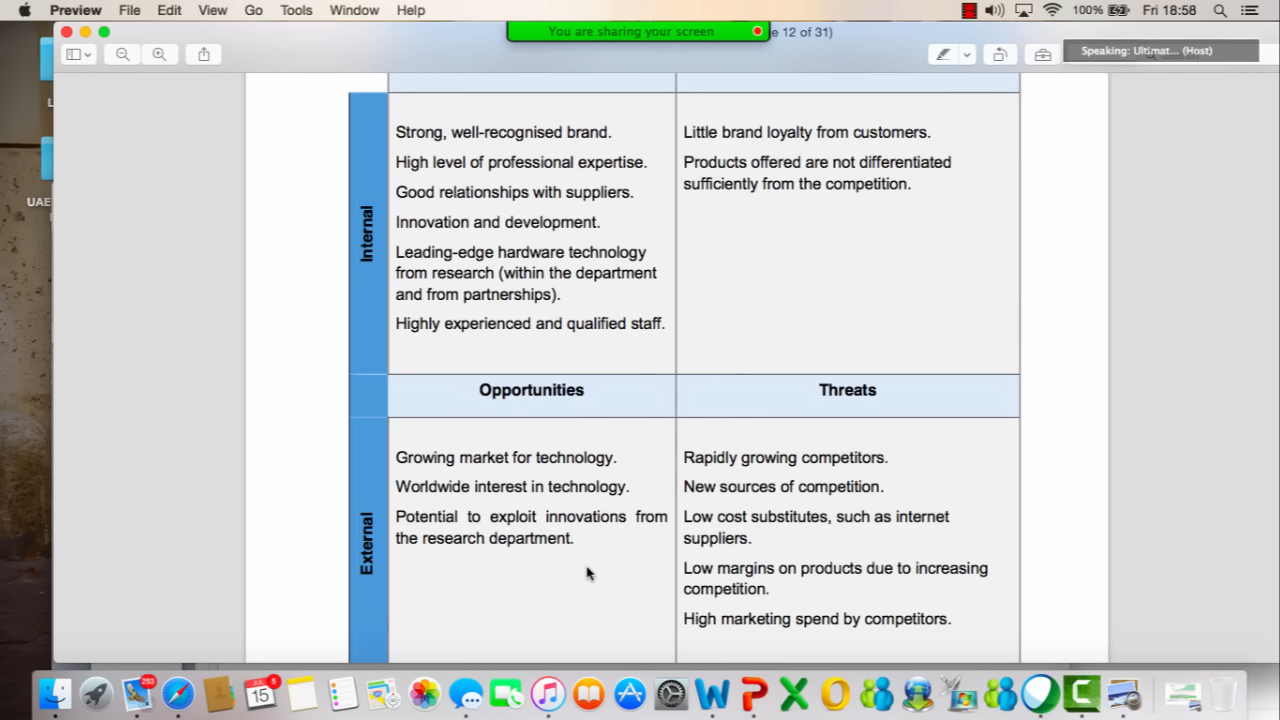 Preview File Edit View Go Tools Window Help
100% Fri 18:58
You are sharing your screen
e 12 of 31)
Speaking: Ultimat... (Host)
Strong, well-recognised brand.
High level of professional expertise.
Good relationships with suppliers.
Innovation and development.
Leading-edge hardware technology
from research (within the department
and from partnerships).
Highly experienced and qualified staff.
Little brand loyalty from customers.
Products offered are not differentiated
sufficiently from the competition.
Internal
Opportunities
Threats
Growing market for technology.
Worldwide interest in technology.
Potential to exploit innovations from
the research department.
Rapidly growing competitors.
New sources of competition.
Low cost substitutes, such as internet
suppliers.
Low margins on products due to increasing
competition.
High marketing spend by competitors.
External
UAE
293
15
5